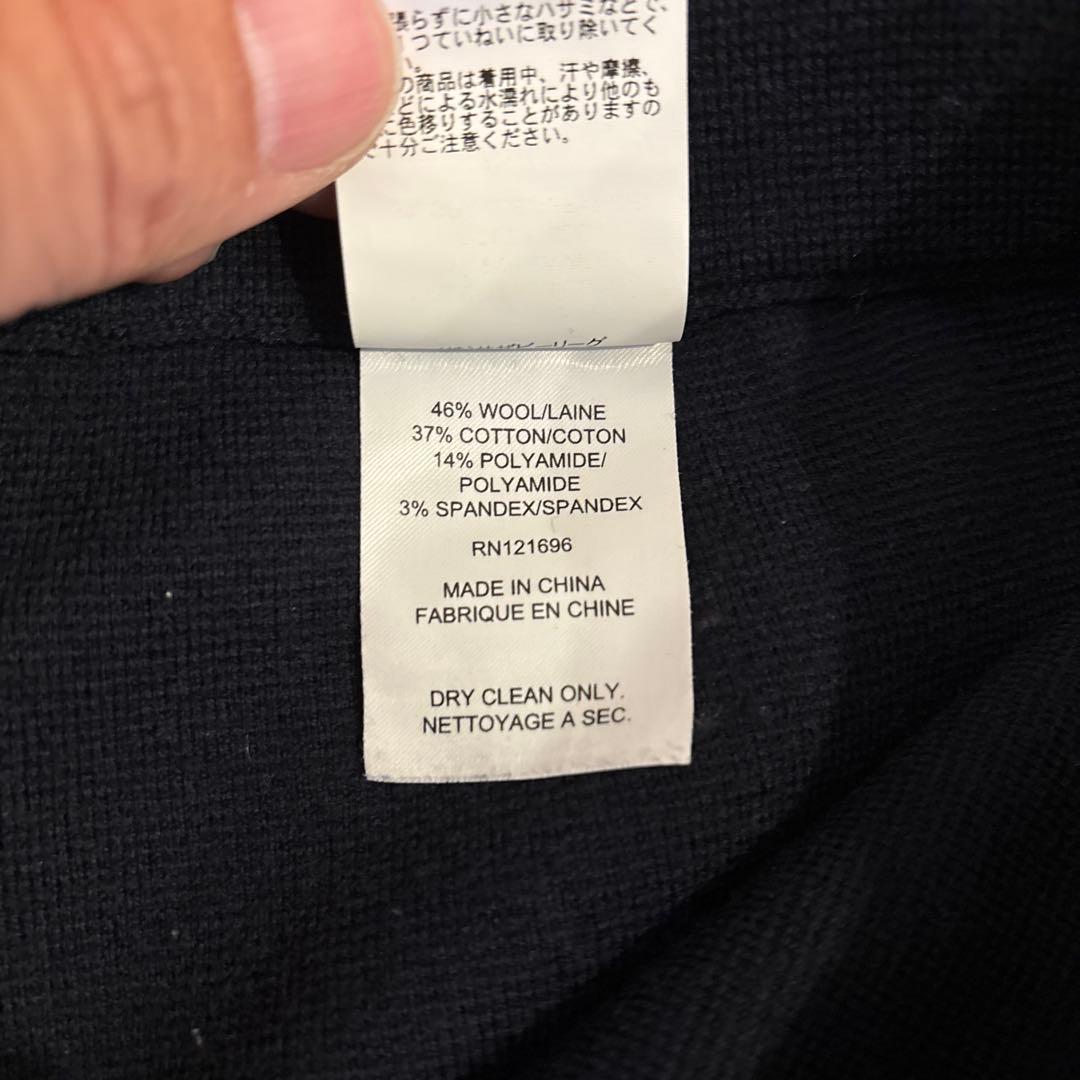 張らずに小さなハサミなどで、
つていねいに取り除いてく
い。
の商品は着用中、汗や摩擦、
どによる水濡れにより他のも
に色移りすることがありますの
で十分ご注意ください。
46% WOOL/LAINE
37% COTTON/COTON
14% POLYAMIDE/
POLYAMIDE
3% SPANDEX/SPANDEX
RN121696
MADE IN CHINA
FABRIQUE EN CHINE
DRY CLEAN ONLY.
NETTOYAGE A SEC.